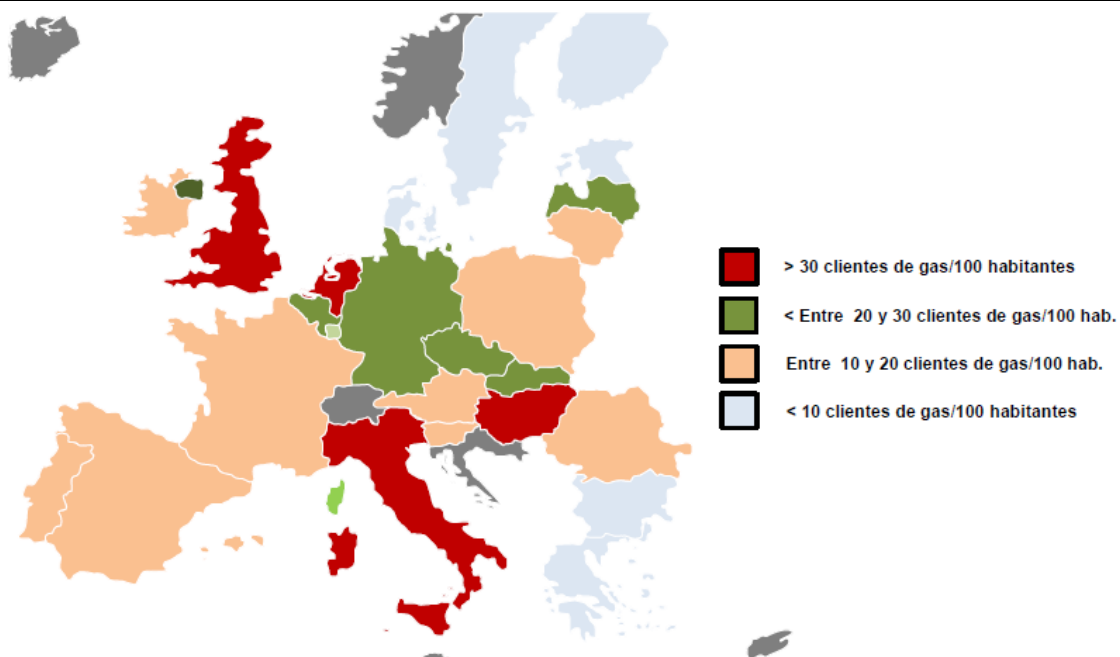 > 30 clientes de gas/100 habitantes
< Entre 20 y 30 clientes de gas/100 hab.
Entre 10 y 20 clientes de gas/100 hab.
< 10 clientes de gas/100 habitantes